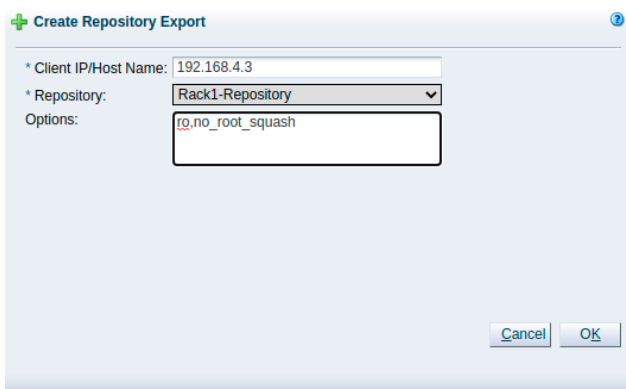 Create Repository Export
* Client IP/Host Name: 192.168.4.3
* Repository: Rack1-Repository
Options: ro,no_root_squash
Cancel OK